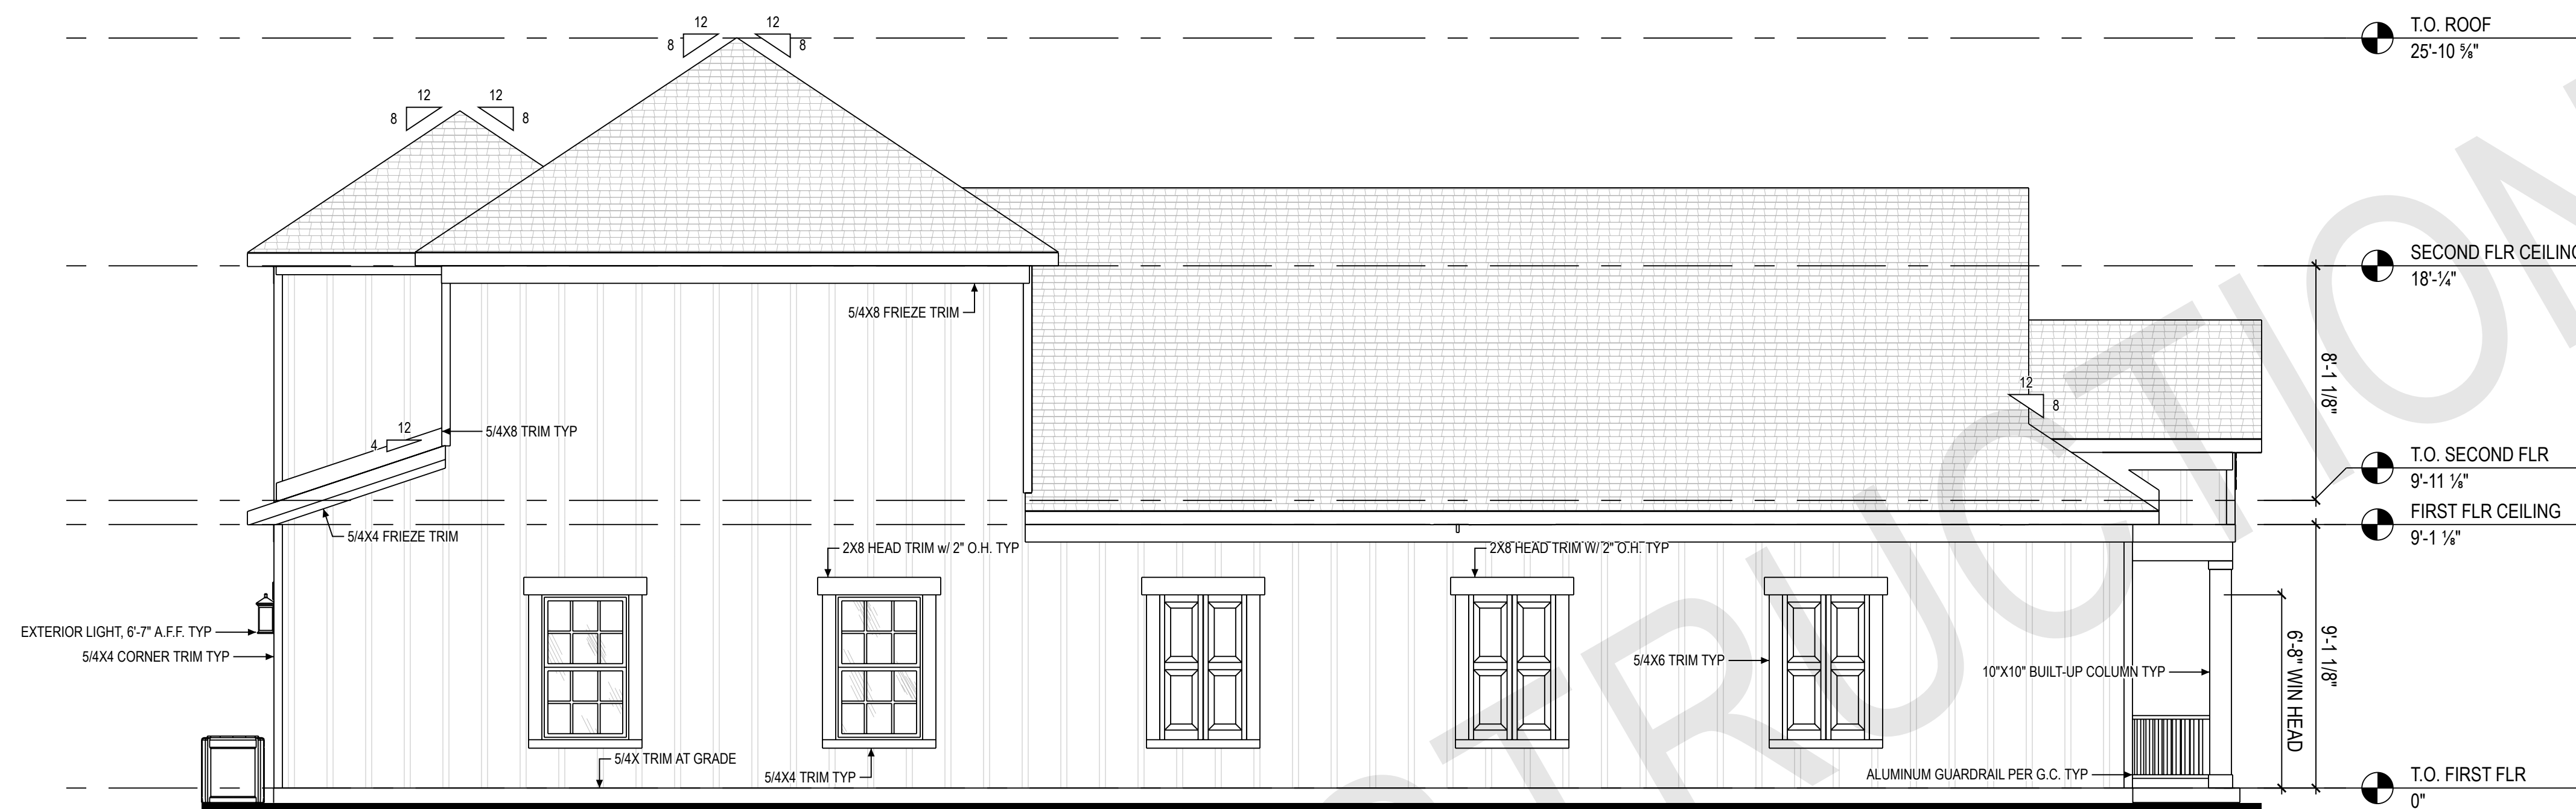 12 12
8 8
T.O. ROOF
25'-10 ⅝"
12 12
8 8
SECOND FLR CEILING
18'-¼"
5/4X8 FRIEZE TRIM
8'-1 1/8"
12
8
12
4
5/4X8 TRIM TYP
T.O. SECOND FLR
9'-11 ⅛"
FIRST FLR CEILING
9'-1 ⅛"
5/4X4 FRIEZE TRIM
2X8 HEAD TRIM w/ 2" O.H. TYP
2X8 HEAD TRIM W/ 2" O.H. TYP
EXTERIOR LIGHT, 6'-7" A.F.F. TYP
5/4X4 CORNER TRIM TYP
5/4X6 TRIM TYP
10"X10" BUILT-UP COLUMN TYP
6'-8" WIN HEAD
9'-1 1/8"
5/4X TRIM AT GRADE
5/4X4 TRIM TYP
ALUMINUM GUARDRAIL PER G.C. TYP
T.O. FIRST FLR
0"
STRUCTION